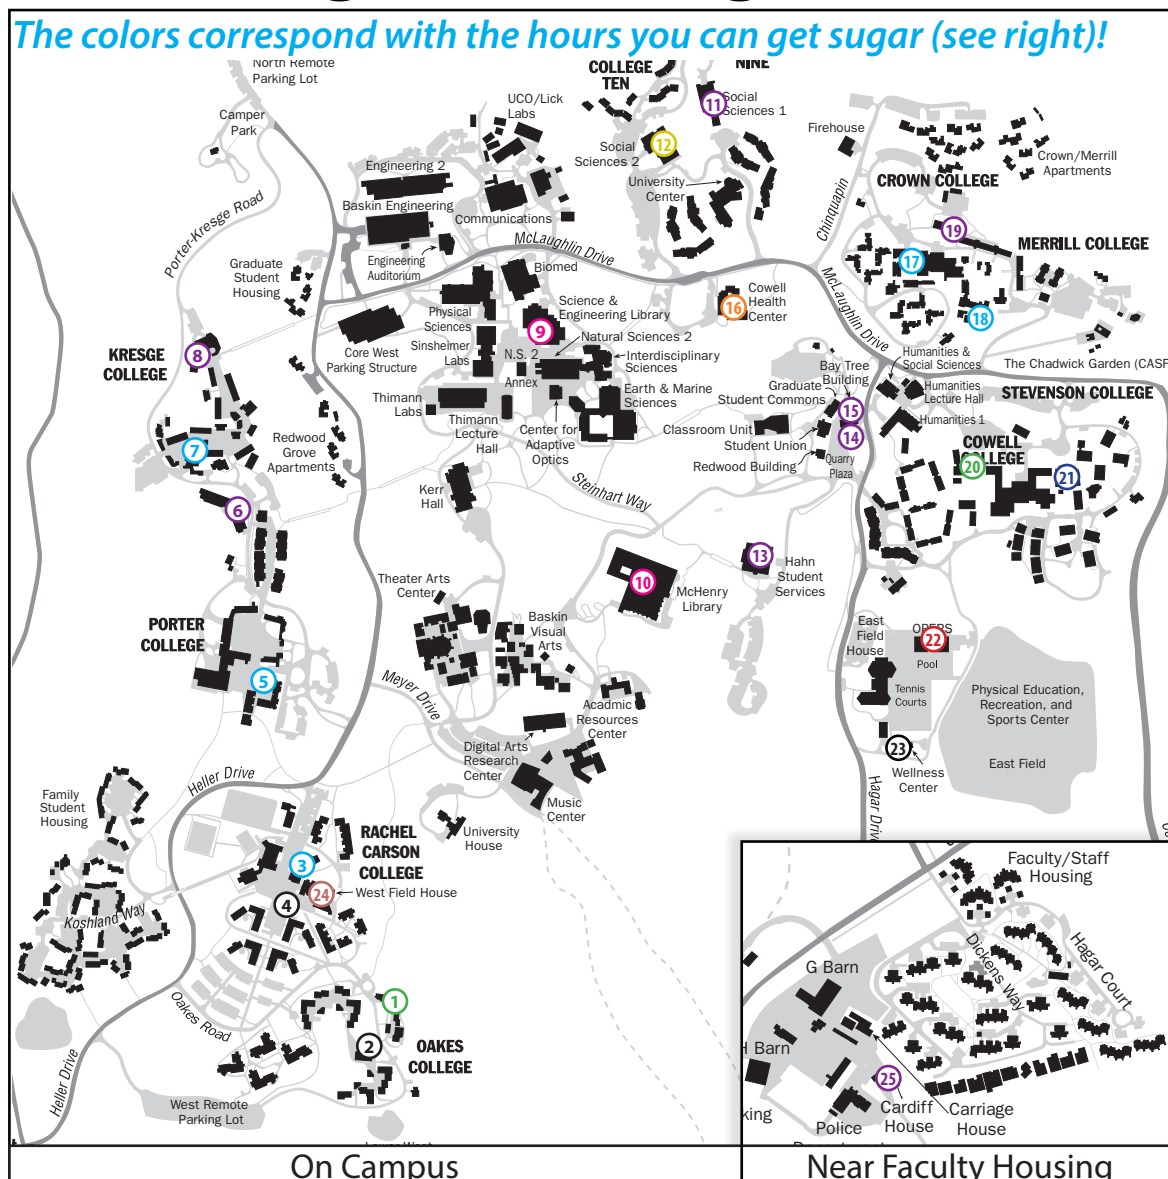 The colors correspond with the hours you can get sugar (see right)!
North Remote
Parking Lot
Camper
Park
UCO/Lick
Labs
COLLEGE
TEN
NINE
11
Social
Sciences 1
12
Social
Sciences 2
Firehouse
Crown/Merrill
Apartments
CROWN COLLEGE
Engineering 2
Baskin Engineering
Communications
University
Center
Porter-Kresge Road
Chinquapin
19
MERRILL COLLEGE
17
Engineering
Auditorium
McLaughlin Drive
Biomed
Graduate
Student
Housing
McLaughlin Drive
Cowell
Health
Center
16
18
Physical
Sciences
Science &
Engineering Library
9
Natural Sciences 2
Sinsheimer
Labs
N.S. 2
Annex
Interdisciplinary
Sciences
Core West
Parking Structure
8
KRESGE
COLLEGE
Humanities &
Social Sciences
The Chadwick Garden (CASF
Bay Tree
Building
Graduate
Student Commons
Humanities
Lecture Hall
STEVENSON COLLEGE
Earth & Marine
Sciences
Thimann
Labs
Thimann
Lecture
Hall
Center for
Adaptive
Optics
15
14
Humanities 1
Classroom Unit
Student Union
Redwood Building
Quarry
Plaza
COWELL
COLLEGE
20
21
7
Redwood
Grove
Apartments
6
Kerr
Hall
Steinhart Way
13
Hahn
Student
Services
10
McHenry
Library
Theater Arts
Center
Baskin
Visual
Arts
PORTER
COLLEGE
5
East
Field
House
OPERS
22
Pool
Tennis
Courts
Physical Education,
Recreation, and
Sports Center
East Field
23
Wellness
Center
Meyer Drive
Acadmic
Resources
Center
Digital Arts
Research
Center
Music
Center
University
House
Hagar Drive
Heller Drive
Family
Student
Housing
RACHEL
CARSON
COLLEGE
3
24
West Field House
4
Koshland Way
Oakes Road
1
2
OAKES
COLLEGE
Heller Drive
West Remote
Parking Lot
Faculty/Staff
Housing
Dickens Way
Hagar Court
G Barn
H Barn
25
Cardiff
House
Carriage
House
Police
king
On Campus
Near Faculty Housing